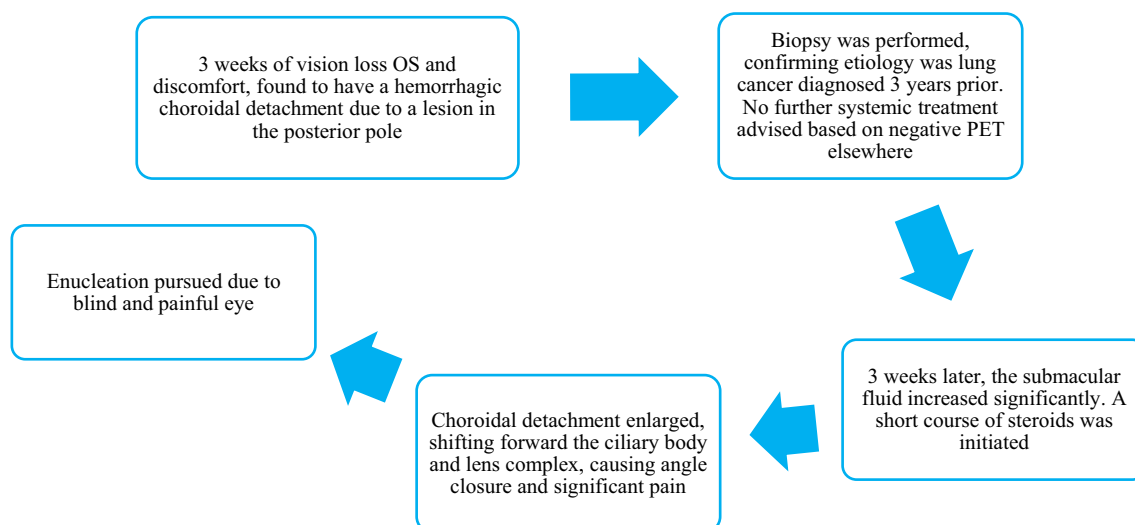 3 weeks of vision loss OS and
discomfort, found to have a hemorrhagic
choroidal detachment due to a lesion in
the posterior pole
Biopsy was performed,
confirming etiology was lung
cancer diagnosed 3 years prior.
No further systemic treatment
advised based on negative PET
elsewhere
3 weeks later, the submacular
fluid increased significantly. A
short course of steroids was
initiated
Choroidal detachment enlarged,
shifting forward the ciliary body
and lens complex, causing angle
closure and significant pain
Enucleation pursued due to
blind and painful eye